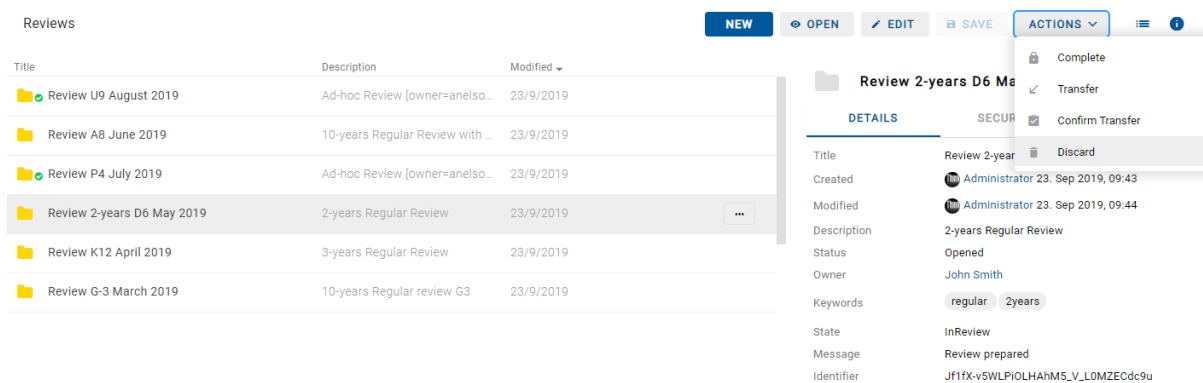 Reviews
NEW
OPEN
EDIT
SAVE
ACTIONS
Complete
Transfer
Confirm Transfer
Discard
Title Description Modified
Review U9 August 2019 Ad-hoc Review [owner=anelso... 23/9/2019
Review A8 June 2019 10-years Regular Review with ... 23/9/2019
Review P4 July 2019 Ad-hoc Review [owner=anelso... 23/9/2019
Review 2-years D6 May 2019 2-years Regular Review 23/9/2019 ...
Review K12 April 2019 3-years Regular Review 23/9/2019
Review G-3 March 2019 10-years Regular review G3 23/9/2019
Review 2-years D6 Ma
DETAILS SECUR
Title Review 2-year
Created Administrator 23. Sep 2019, 09:43
Modified Administrator 23. Sep 2019, 09:44
Description 2-years Regular Review
Status Opened
Owner John Smith
Keywords regular 2years
State InReview
Message Review prepared
Identifier Jf1fX-v5WLPiOLHAhM5_V_L0MZECdc9u